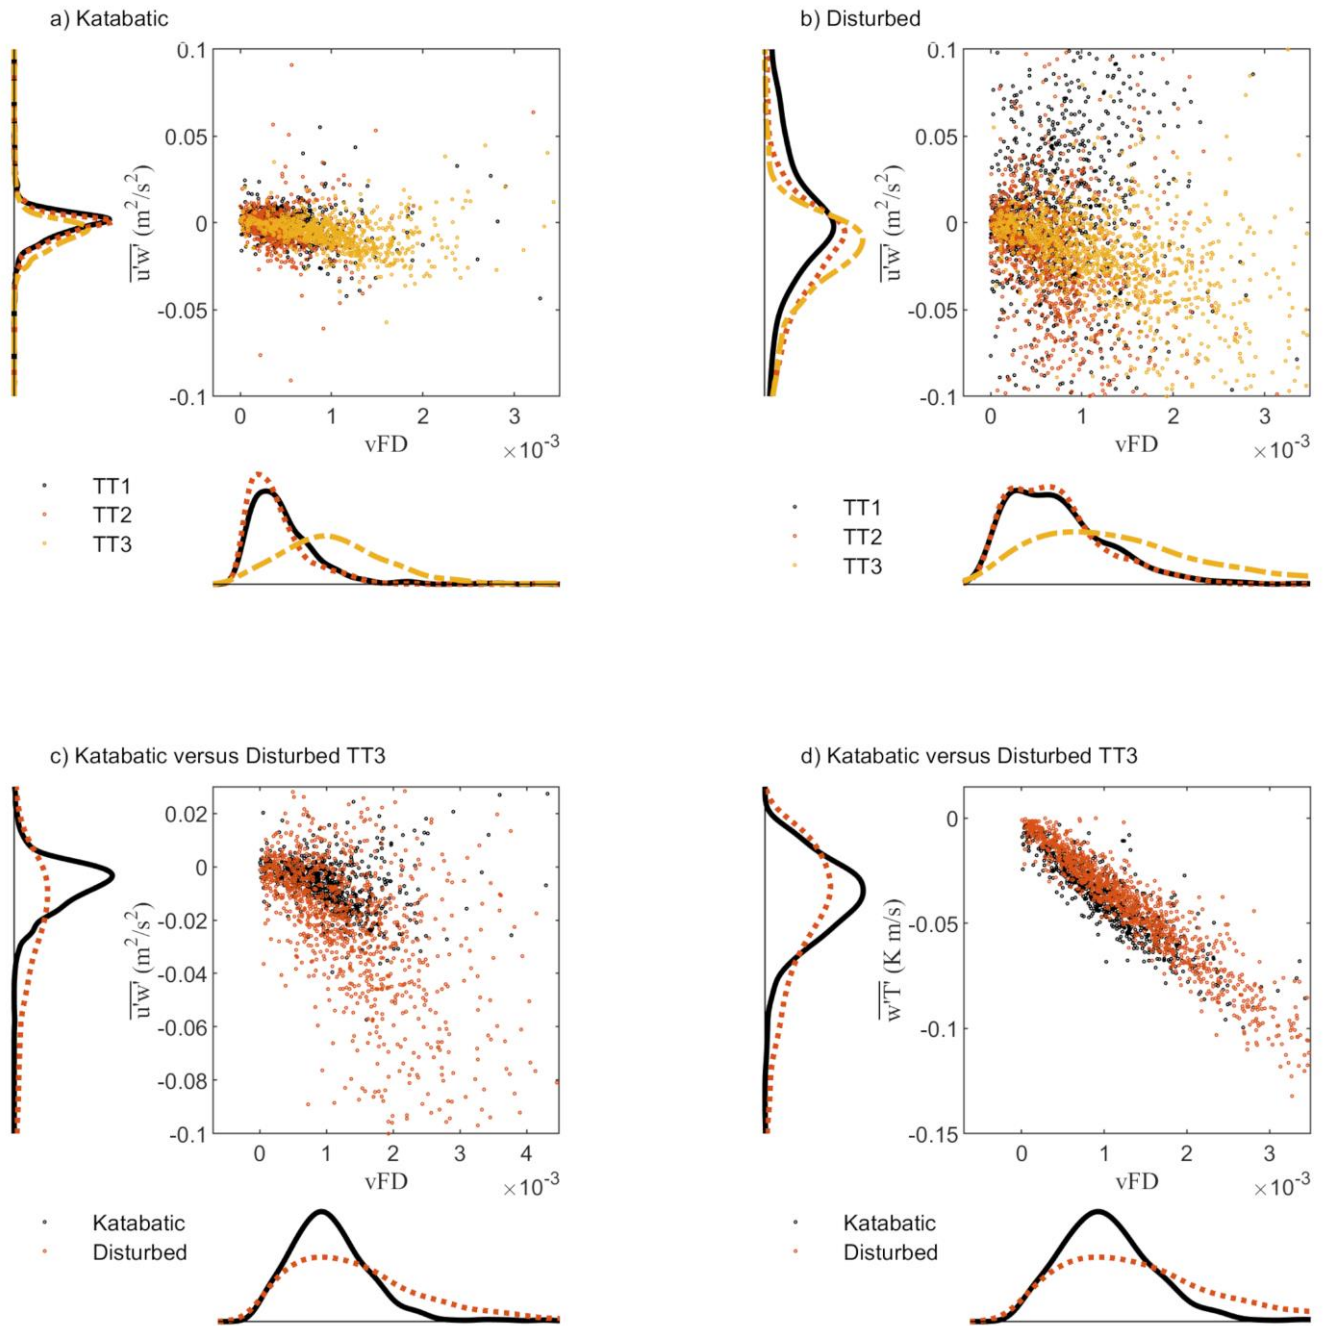 a) Katabatic
0.1
0.05
0
-0.05
-0.1
u'w' (m²/s²)
0 1 2 3
vFD
×10⁻³
TT1
TT2
TT3
b) Disturbed
0.1
0.05
0
-0.05
-0.1
u'w' (m²/s²)
0 1 2 3
vFD
×10⁻³
TT1
TT2
TT3
c) Katabatic versus Disturbed TT3
0.02
0
-0.02
-0.04
-0.06
-0.08
-0.1
u'w' (m²/s²)
0 1 2 3 4
vFD
×10⁻³
Katabatic
Disturbed
d) Katabatic versus Disturbed TT3
0
-0.05
-0.1
-0.15
w'T' (K m/s)
0 1 2 3
vFD
×10⁻³
Katabatic
Disturbed